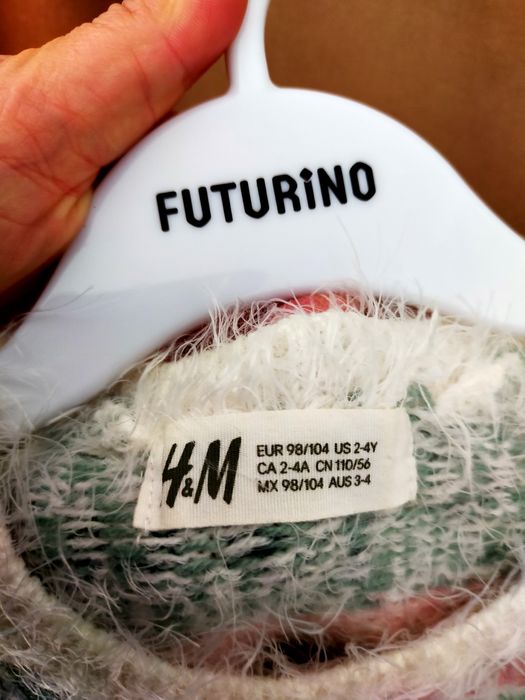 FUTURiNO
H&M
EUR 98/104 US 2-4Y
CA 2-4A CN 110/56
MX 98/104 AUS 3-4